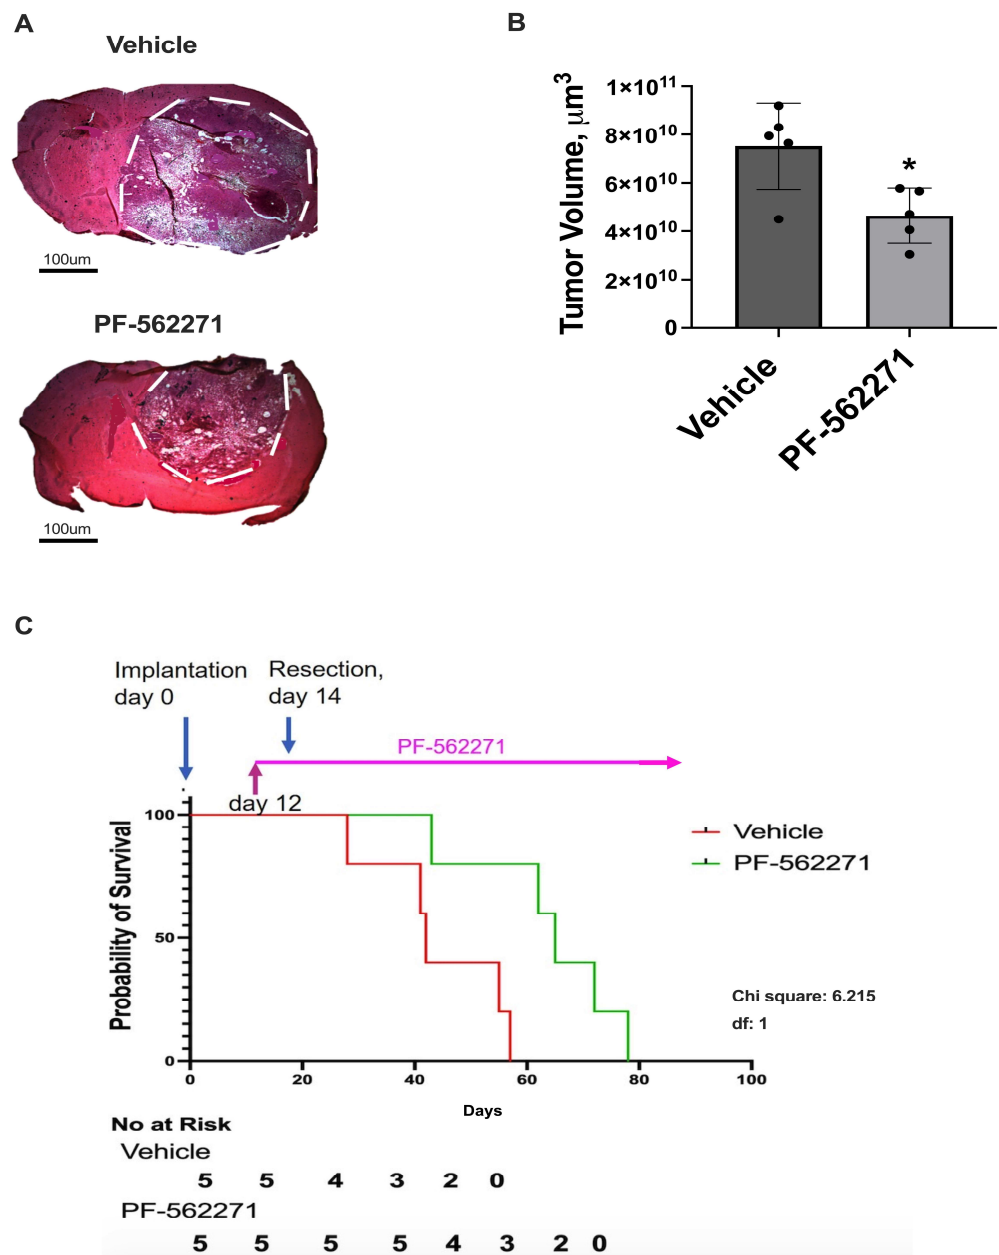 A
Vehicle
100um
PF-562271
100um
B
Tumor Volume, μm³
1×10¹¹
8×10¹⁰
6×10¹⁰
4×10¹⁰
2×10¹⁰
0
*
Vehicle
PF-562271
C
Implantation
day 0
Resection,
day 14
PF-562271
day 12
Probability of Survival
100
50
0
0 20 40 60 80 100
Days
Vehicle
PF-562271
Chi square: 6.215
df: 1
No at Risk
Vehicle
5 5 4 3 2 0
PF-562271
5 5 5 5 4 3 2 0